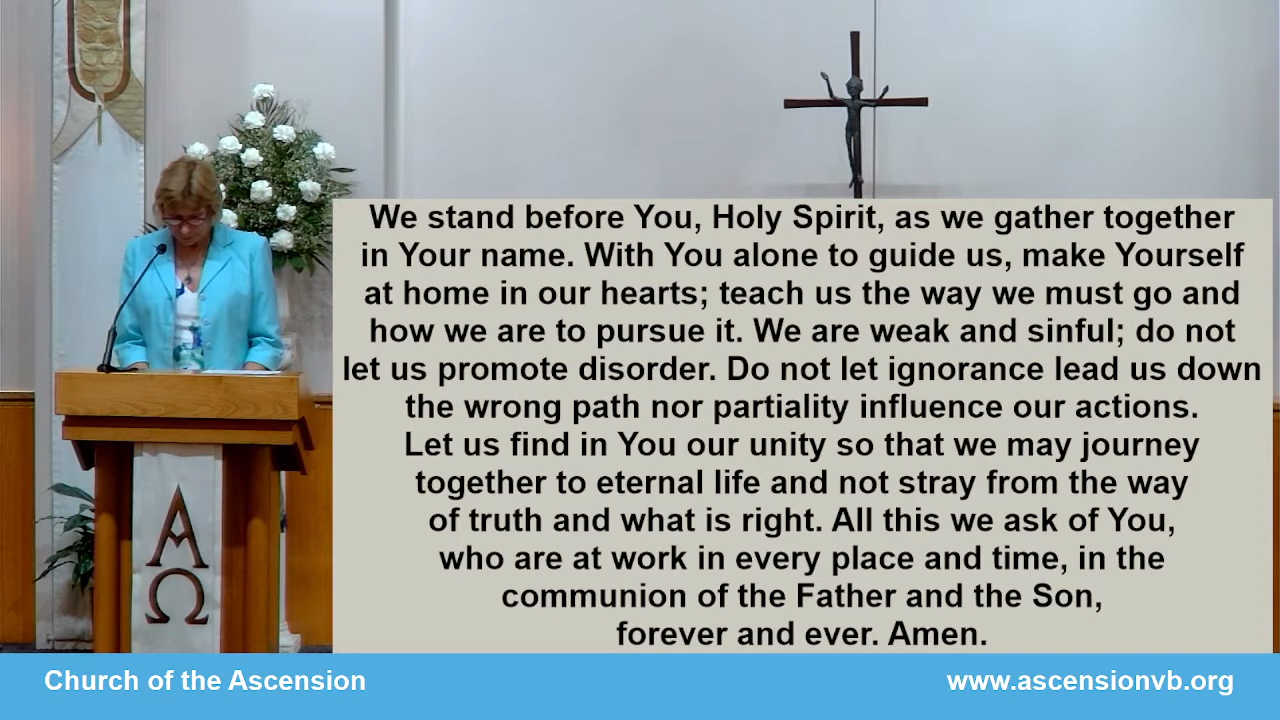 We stand before You, Holy Spirit, as we gather together
in Your name. With You alone to guide us, make Yourself
at home in our hearts; teach us the way we must go and
how we are to pursue it. We are weak and sinful; do not
let us promote disorder. Do not let ignorance lead us down
the wrong path nor partiality influence our actions.
Let us find in You our unity so that we may journey
together to eternal life and not stray from the way
of truth and what is right. All this we ask of You,
who are at work in every place and time, in the
communion of the Father and the Son,
forever and ever. Amen.
Α
Ω
Church of the Ascension
www.ascensionvb.org